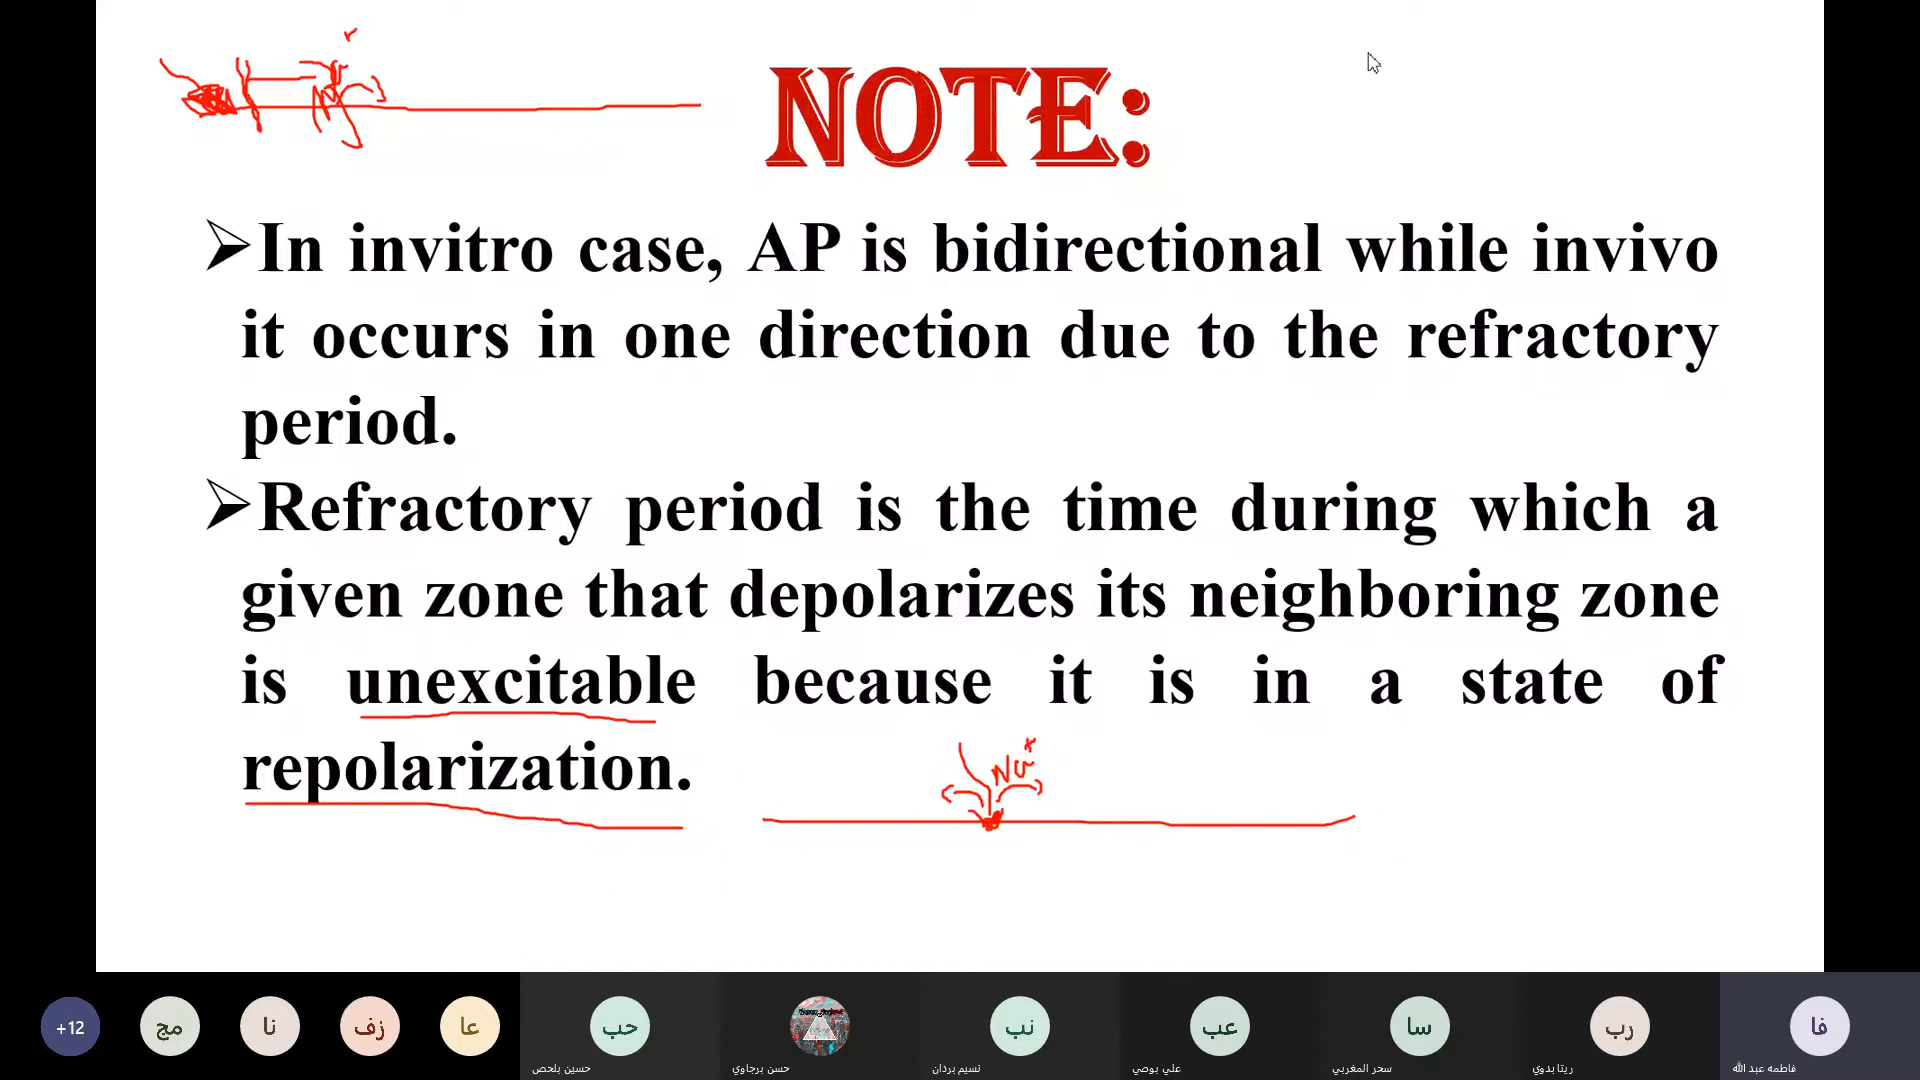 NOTE:
➢In invitro case, AP is bidirectional while invivo
it occurs in one direction due to the refractory
period.
➢Refractory period is the time during which a
given zone that depolarizes its neighboring zone
is unexcitable because it is in a state of
repolarization.
Na+
+12 مج نا زف عا حب نب عب سا رب فا
حسين بلحص حسن برجاوي نسيم بردان علي بوصي سحر المغربي ريتا بدوي فاطمه عبد الله